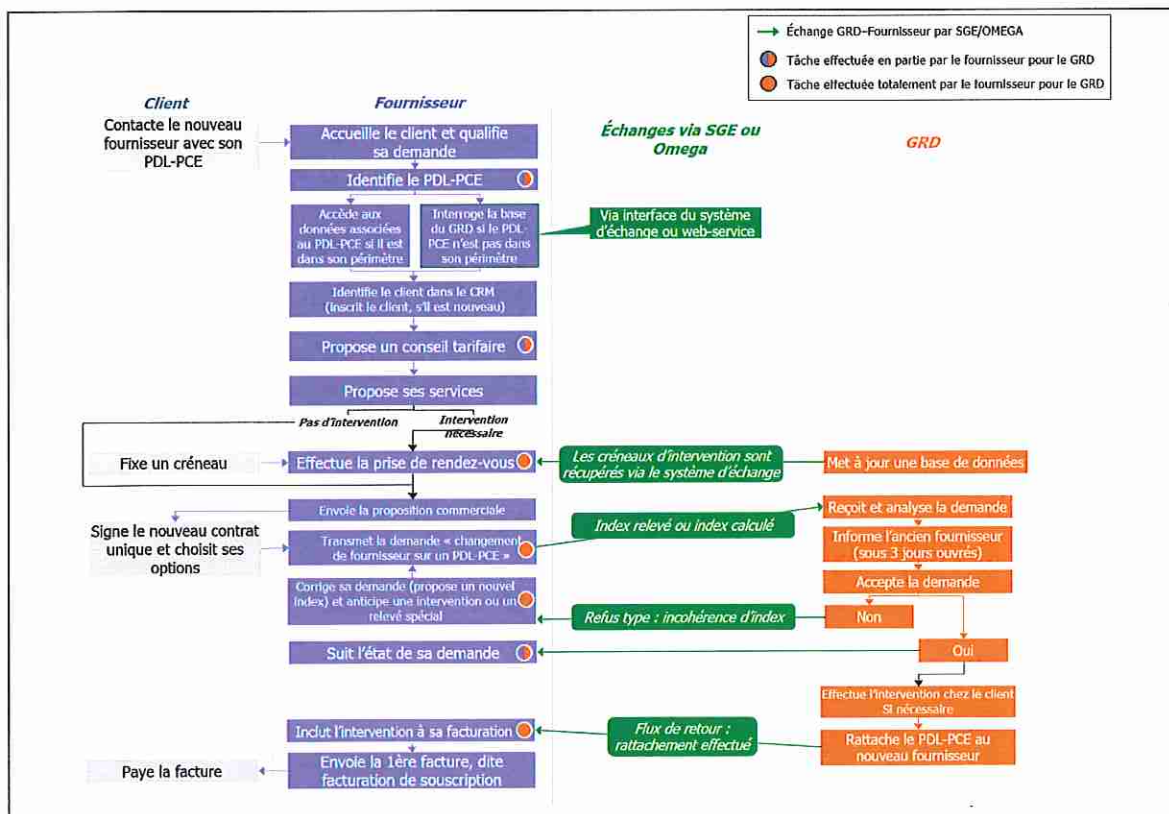 Échange GRD–Fournisseur par SGE/OMEGA
Tâche effectuée en partie par le fournisseur pour le GRD
Tâche effectuée totalement par le fournisseur pour le GRD
Client
Fournisseur
Échanges via SGE ou
Omega
GRD
Contacte le nouveau
fournisseur avec son
PDL-PCE
Accueille le client et qualifie
sa demande
Identifie le PDL-PCE
Accède aux
données associées
au PDL-PCE si il est
dans son périmètre
Interroge la base
du GRD si le PDL-
PCE n'est pas dans
son périmètre
Via interface du système
d'échange ou web-service
Identifie le client dans le CRM
(inscrit le client, s'il est nouveau)
Propose un conseil tarifaire
Propose ses services
Pas d'intervention
Intervention
nécessaire
Fixe un créneau
Effectue la prise de rendez-vous
Les créneaux d'intervention sont
récupérés via le système d'échange
Met à jour une base de données
Envoie la proposition commerciale
Signe le nouveau contrat
unique et choisit ses
options
Transmet la demande « changement
de fournisseur sur un PDL-PCE »
Index relevé ou index calculé
Reçoit et analyse la demande
Informe l'ancien fournisseur
(sous 3 jours ouvrés)
Accepte la demande
Corrige sa demande (propose un nouvel
index) et anticipe une intervention ou un
relevé spécial
Refus type : incohérence d'index
Non
Suit l'état de sa demande
Oui
Effectue l'intervention chez le client
Si nécessaire
Inclut l'intervention à sa facturation
Flux de retour :
rattachement effectué
Rattache le PDL-PCE au
nouveau fournisseur
Paye la facture
Envoie la 1ère facture, dite
facturation de souscription